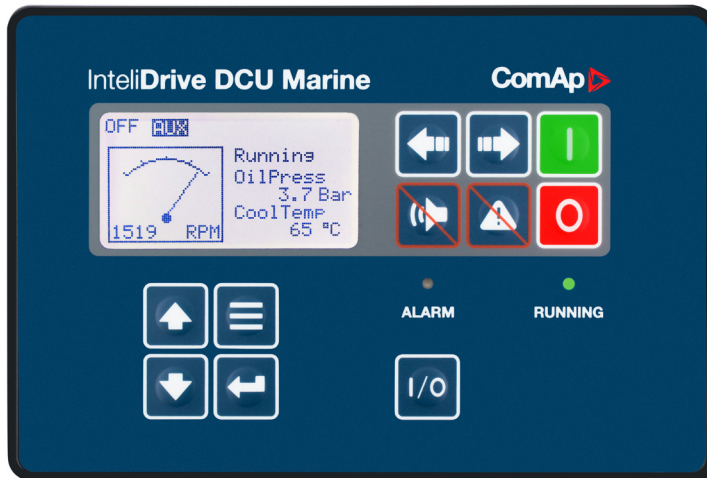 InteliDrive DCU Marine
ComAp
OFF AUX
Running
OilPress
3.7 Bar
CoolTemp
65 °C
1519 RPM
ALARM
RUNNING
I/O